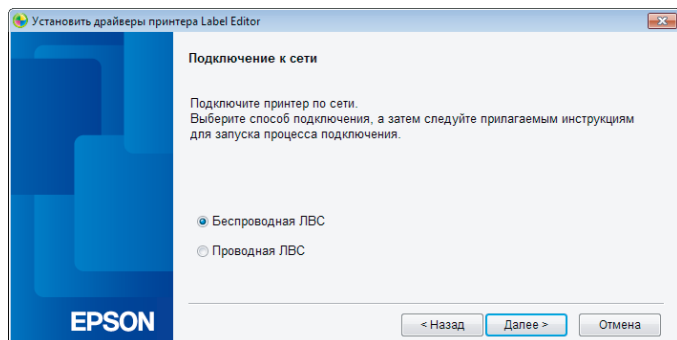 Установить драйверы принтера Label Editor
Подключение к сети
Подключите принтер по сети.
Выберите способ подключения, а затем следуйте прилагаемым инструкциям
для запуска процесса подключения.
Беспроводная ЛВС
Проводная ЛВС
EPSON
< Назад
Далее >
Отмена